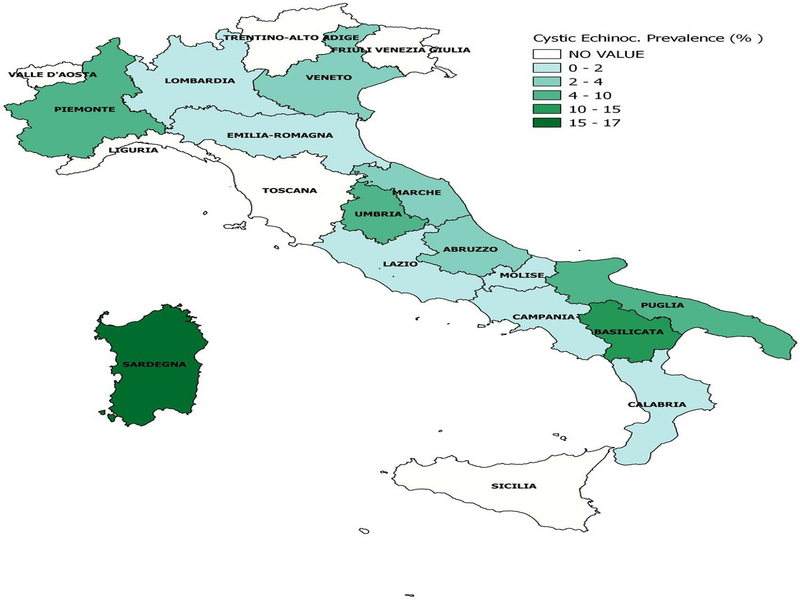 Cystic Echinoc. Prevalence (% )
NO VALUE
0 - 2
2 - 4
4 - 10
10 - 15
15 - 17
TRENTINO-ALTO ADIGE
FRIULI VENEZIA GIULIA
VALLE D'AOSTA
LOMBARDIA
VENETO
PIEMONTE
EMILIA-ROMAGNA
LIGURIA
TOSCANA
MARCHE
UMBRIA
ABRUZZO
LAZIO
MOLISE
PUGLIA
CAMPANIA
BASILICATA
SARDEGNA
CALABRIA
SICILIA